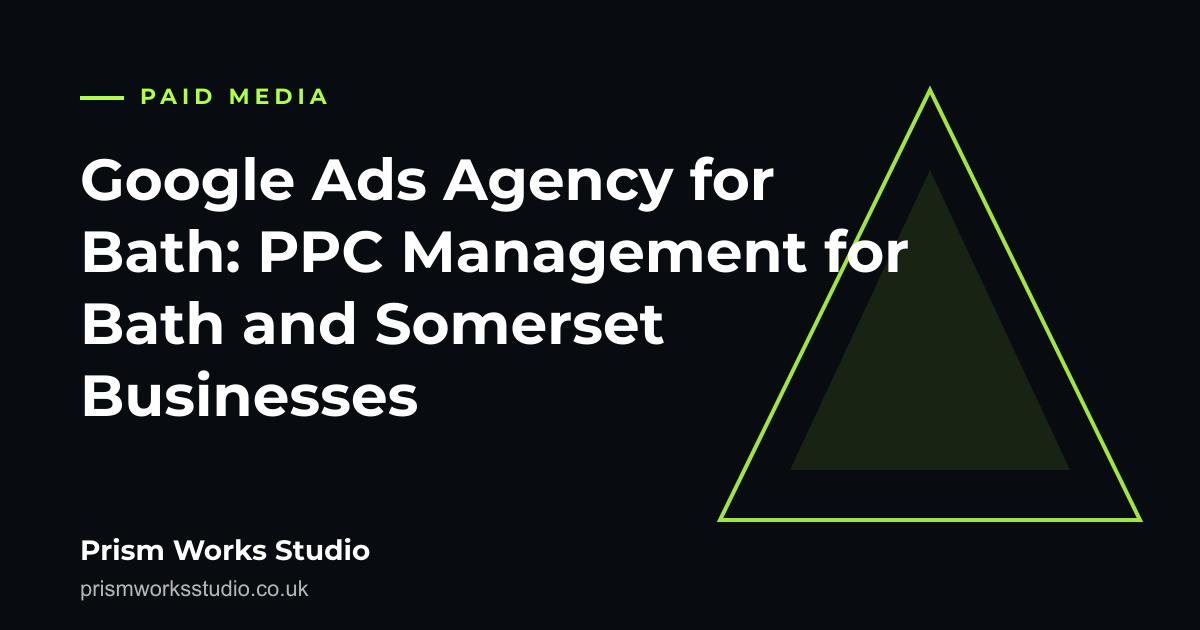 PAID MEDIA
Google Ads Agency for
Bath: PPC Management for
Bath and Somerset
Businesses
Prism Works Studio
prismworksstudio.co.uk